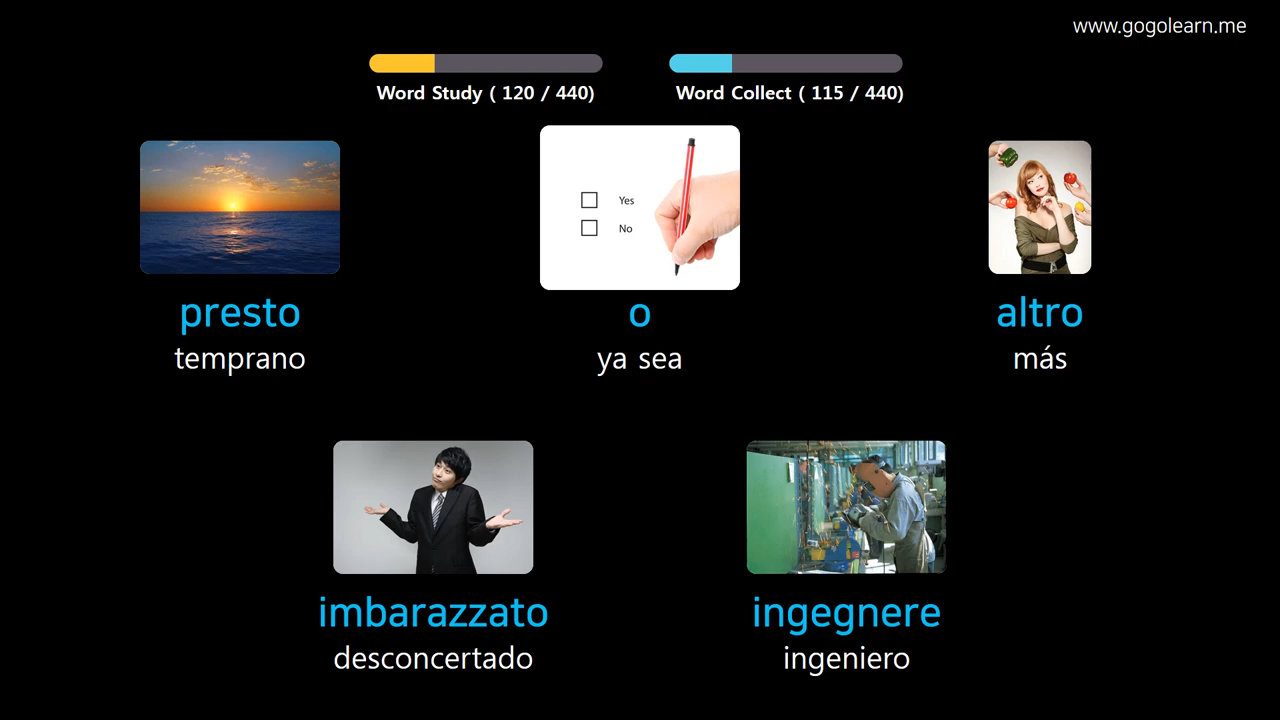 www.gogolearn.me
Word Study ( 120 / 440)
Word Collect ( 115 / 440)
Yes
No
presto
o
altro
temprano
ya sea
más
imbarazzato
ingegnere
desconcertado
ingeniero